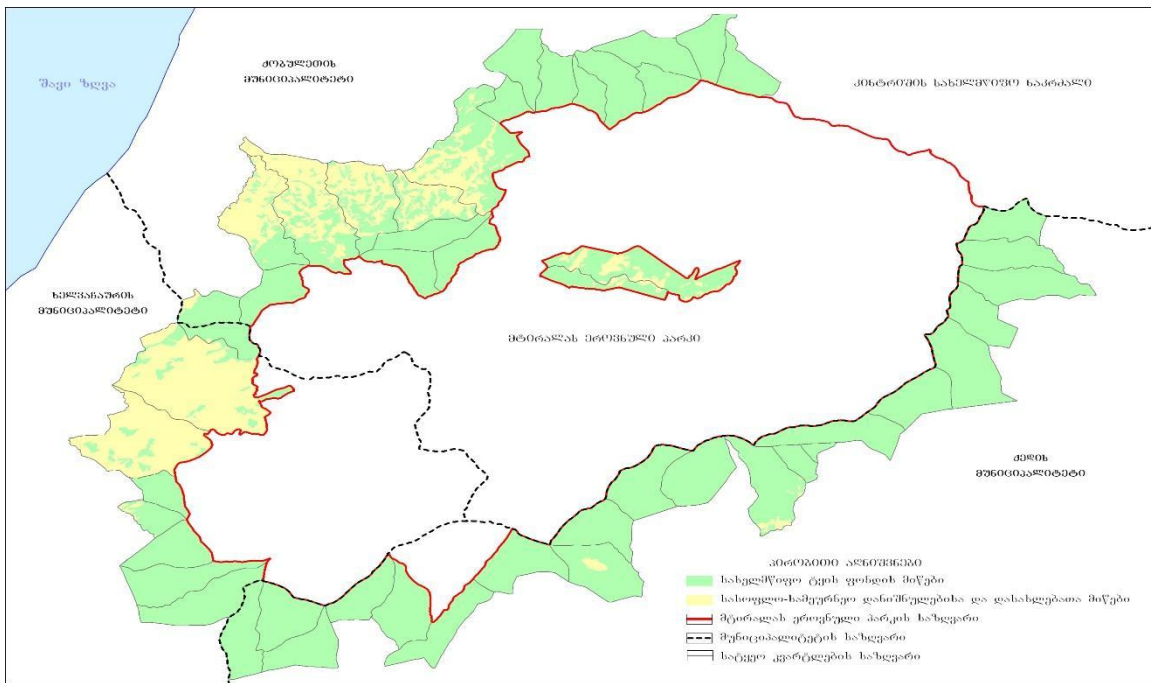 ქობულეთის
მუნიციპალიტეტი
შავი ზღვა
კინტრიშის სახელმწიფო ნაკრძალი
ხელვაჩაურის
მუნიციპალიტეტი
მტირალას ეროვნული პარკი
ქედის
მუნიციპალიტეტი
პირობითი აღნიშვნები
სახელმწიფო ტყის ფონდის მიწები
სასოფლო-სამეურნეო დანიშნულებისა და დასახლებათა მიწები
მტირალას ეროვნული პარკის საზღვარი
მუნიციპალიტეტის საზღვარი
სატყეო კვარტლების საზღვარი